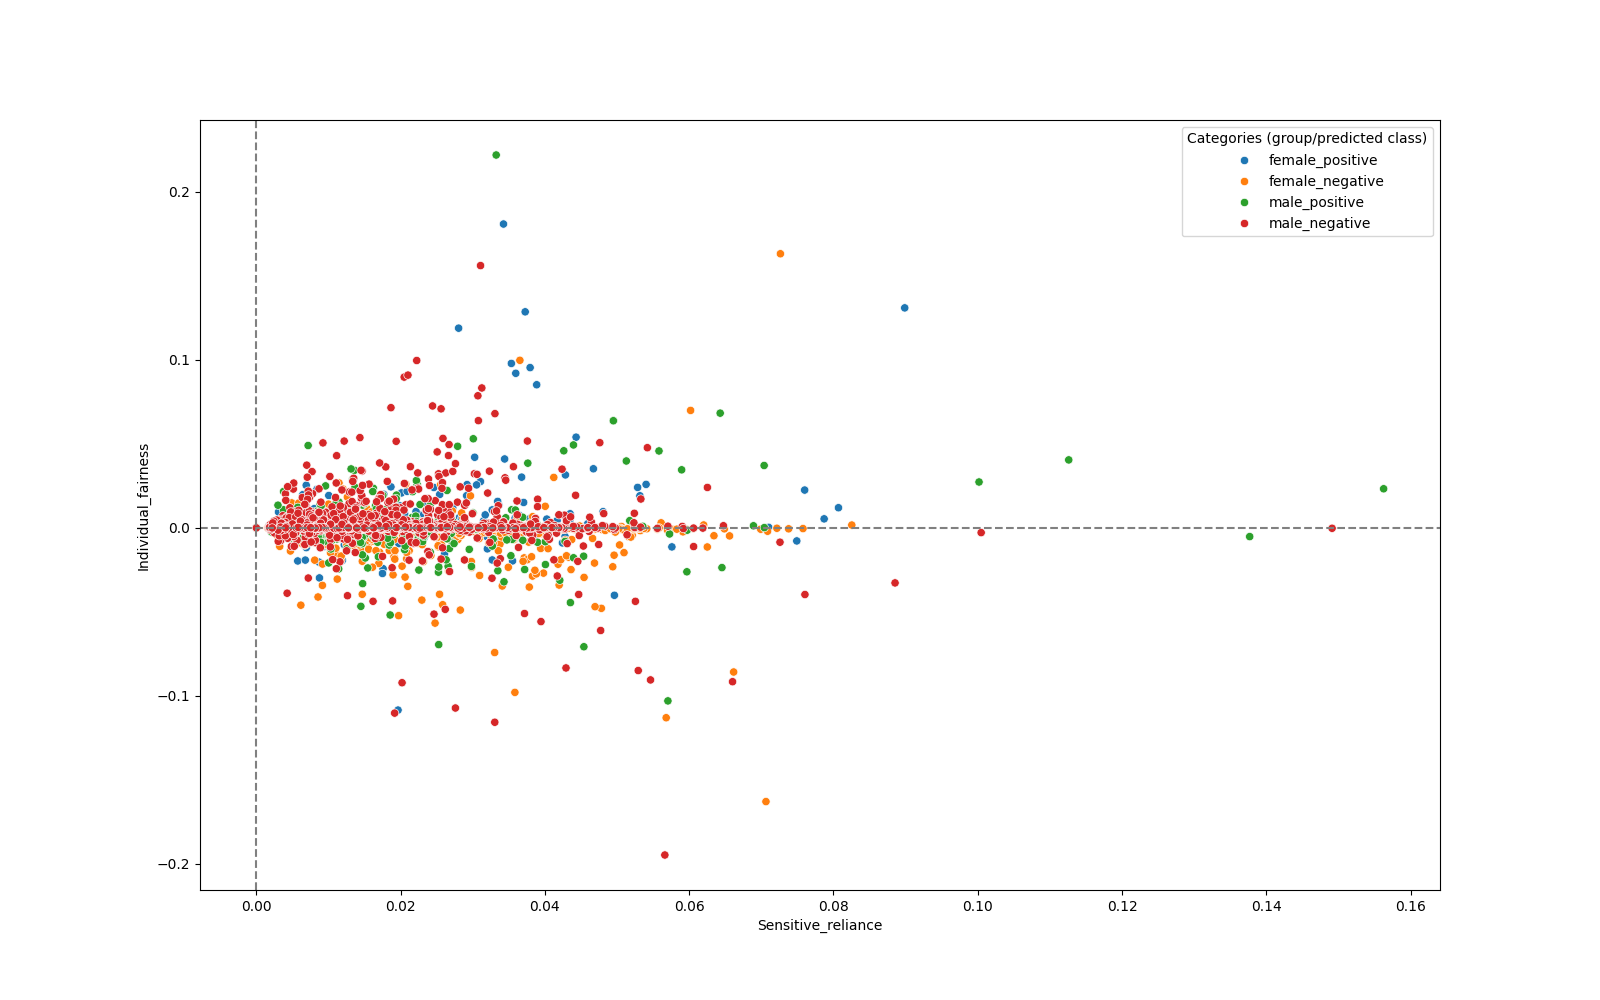 Categories (group/predicted class)
female_positive
female_negative
male_positive
male_negative
0.2
0.1
0.0
−0.1
−0.2
Individual_fairness
0.00 0.02 0.04 0.06 0.08 0.10 0.12 0.14 0.16
Sensitive_reliance